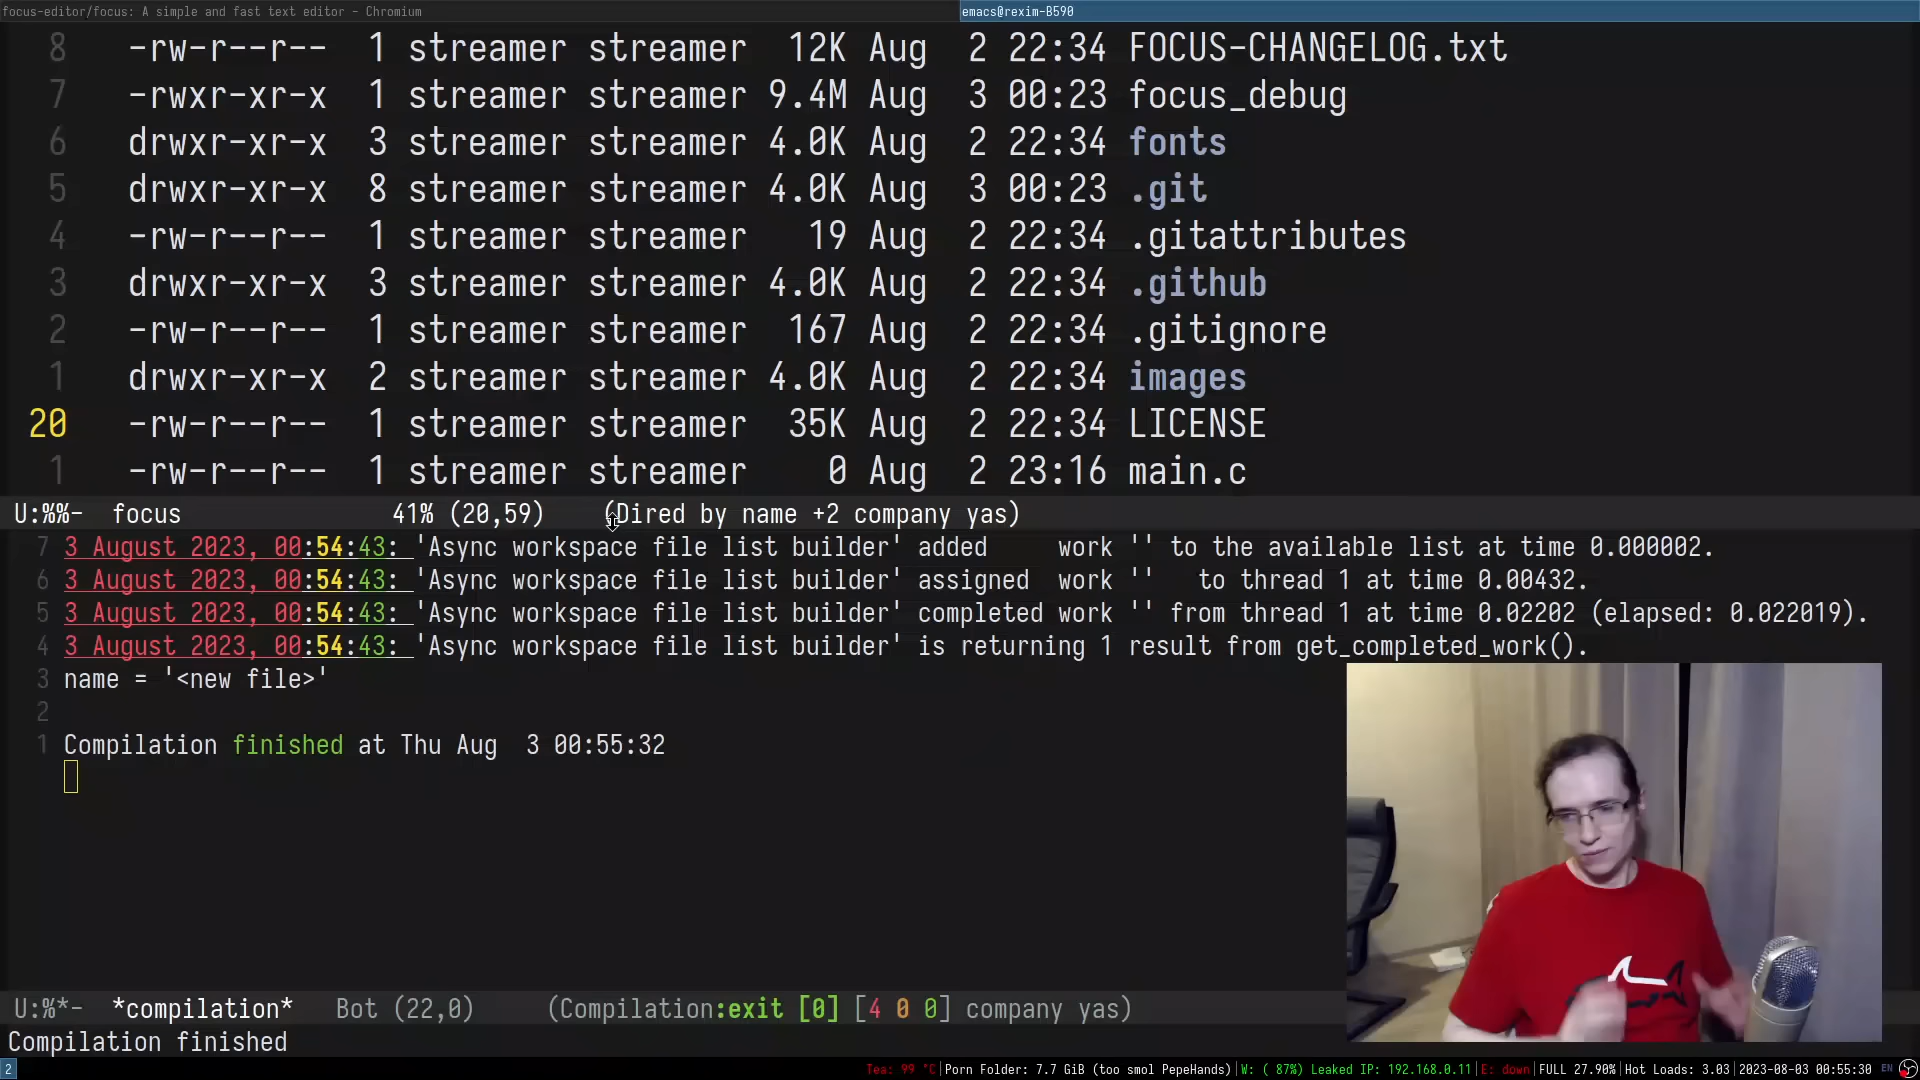 focus-editor/focus: A simple and fast text editor - Chromium
emacs@rexim-B590
8 -rw-r--r-- 1 streamer streamer 12K Aug 2 22:34 FOCUS-CHANGELOG.txt
7 -rwxr-xr-x 1 streamer streamer 9.4M Aug 3 00:23 focus_debug
6 drwxr-xr-x 3 streamer streamer 4.0K Aug 2 22:34 fonts
5 drwxr-xr-x 8 streamer streamer 4.0K Aug 3 00:23 .git
4 -rw-r--r-- 1 streamer streamer 19 Aug 2 22:34 .gitattributes
3 drwxr-xr-x 3 streamer streamer 4.0K Aug 2 22:34 .github
2 -rw-r--r-- 1 streamer streamer 167 Aug 2 22:34 .gitignore
1 drwxr-xr-x 2 streamer streamer 4.0K Aug 2 22:34 images
20 -rw-r--r-- 1 streamer streamer 35K Aug 2 22:34 LICENSE
1 -rw-r--r-- 1 streamer streamer 0 Aug 2 23:16 main.c
U:%%- focus 41% (20,59) (Dired by name +2 company yas)
7 3 August 2023, 00:54:43: 'Async workspace file list builder' added work '' to the available list at time 0.000002.
6 3 August 2023, 00:54:43: 'Async workspace file list builder' assigned work '' to thread 1 at time 0.00432.
5 3 August 2023, 00:54:43: 'Async workspace file list builder' completed work '' from thread 1 at time 0.02202 (elapsed: 0.022019).
4 3 August 2023, 00:54:43: 'Async workspace file list builder' is returning 1 result from get_completed_work().
3 name = '<new file>'
2
1 Compilation finished at Thu Aug 3 00:55:32
U:%*- *compilation* Bot (22,0) (Compilation:exit [0] [4 0 0] company yas)
Compilation finished
2 Tea: 99 °C|Porn Folder: 7.7 GiB (too smol PepeHands)|W: ( 87%) Leaked IP: 192.168.0.11|E: down|FULL 27.90%|Hot Loads: 3.03|2023-08-03 00:55:30 EN